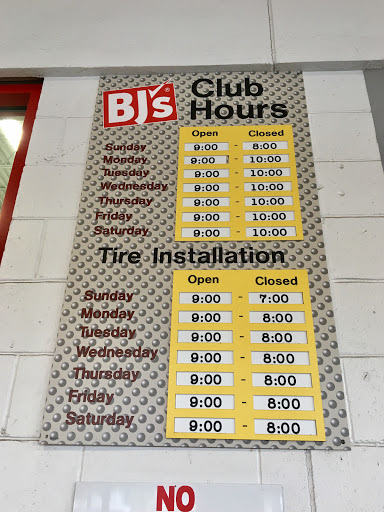 BJ's® Club Hours
Open Closed
Sunday 9:00 - 8:00
Monday 9:00 - 10:00
Tuesday 9:00 - 10:00
Wednesday 9:00 - 10:00
Thursday 9:00 - 10:00
Friday 9:00 - 10:00
Saturday 9:00 - 10:00
Tire Installation
Open Closed
Sunday 9:00 - 7:00
Monday 9:00 - 8:00
Tuesday 9:00 - 8:00
Wednesday 9:00 - 8:00
Thursday 9:00 - 8:00
Friday 9:00 - 8:00
Saturday 9:00 - 8:00
NO